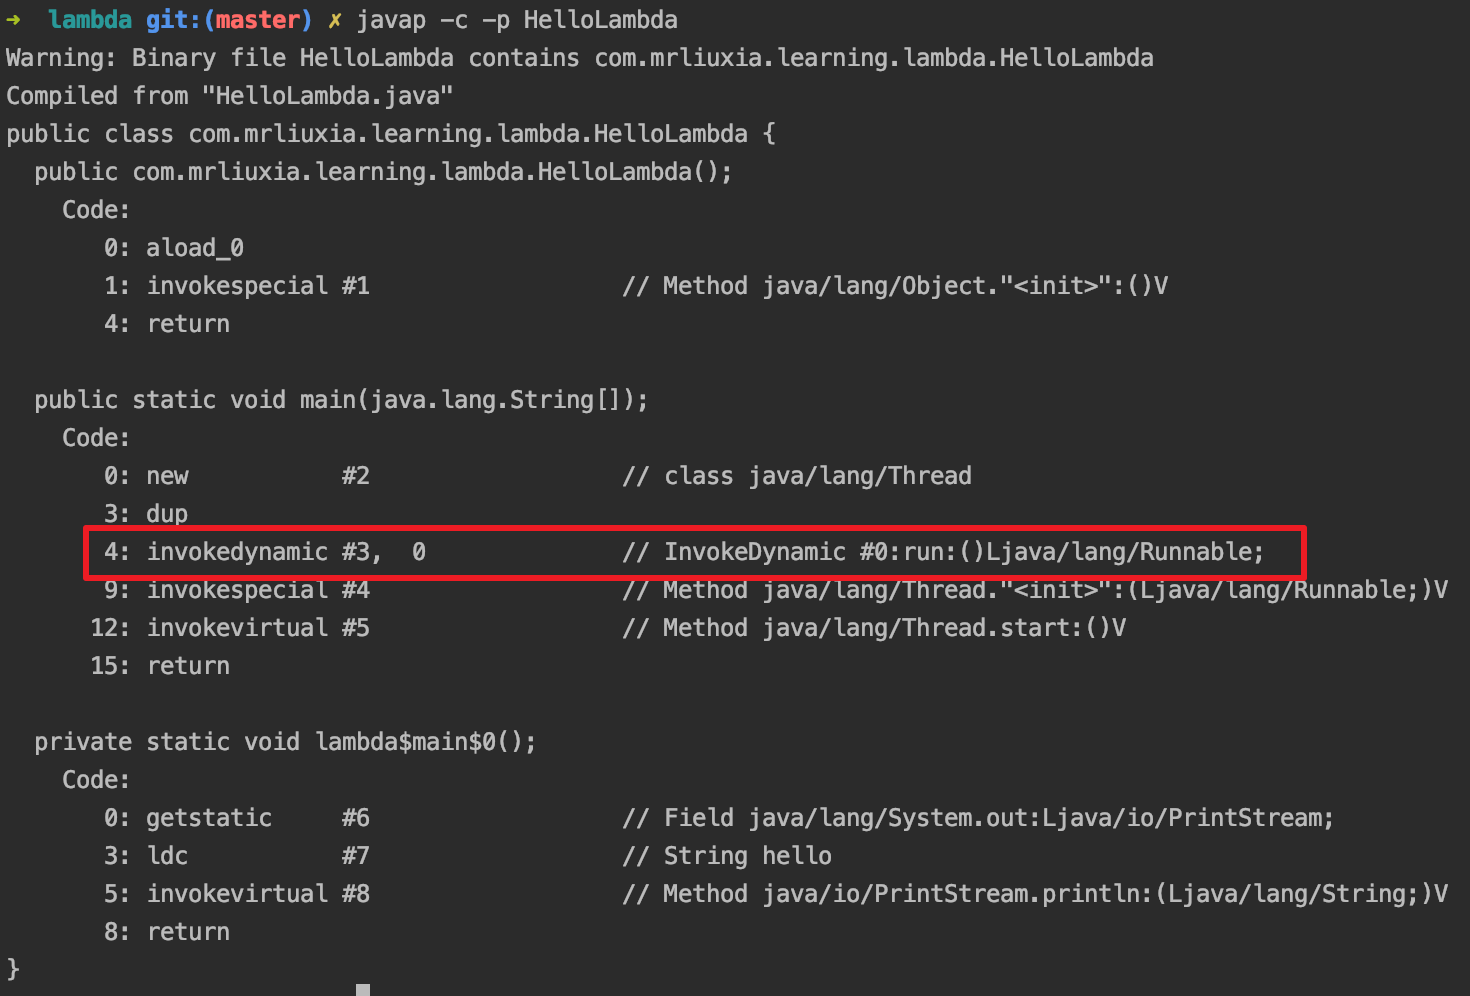 ➜  lambda git:(master) ✗ javap -c -p HelloLambda
Warning: Binary file HelloLambda contains com.mrliuxia.learning.lambda.HelloLambda
Compiled from "HelloLambda.java"
public class com.mrliuxia.learning.lambda.HelloLambda {
  public com.mrliuxia.learning.lambda.HelloLambda();
    Code:
       0: aload_0
       1: invokespecial #1                  // Method java/lang/Object."<init>":()V
       4: return

  public static void main(java.lang.String[]);
    Code:
       0: new           #2                  // class java/lang/Thread
       3: dup
       4: invokedynamic #3,  0              // InvokeDynamic #0:run:()Ljava/lang/Runnable;
       9: invokespecial #4                  // Method java/lang/Thread."<init>":(Ljava/lang/Runnable;)V
      12: invokevirtual #5                  // Method java/lang/Thread.start:()V
      15: return

  private static void lambda$main$0();
    Code:
       0: getstatic     #6                  // Field java/lang/System.out:Ljava/io/PrintStream;
       3: ldc           #7                  // String hello
       5: invokevirtual #8                  // Method java/io/PrintStream.println:(Ljava/lang/String;)V
       8: return
}